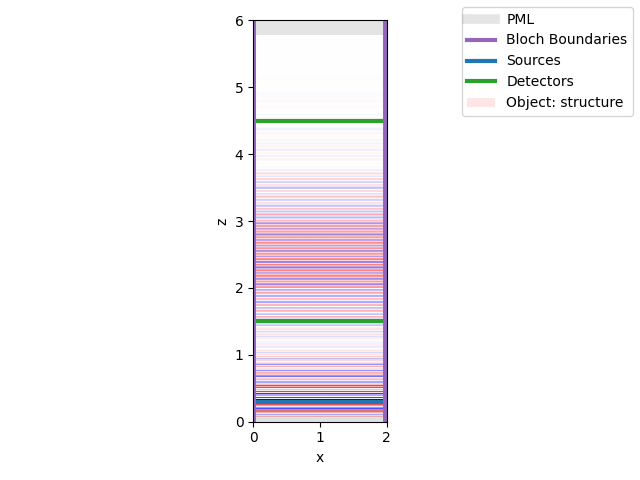 PML
Bloch Boundaries
Sources
Detectors
Object: structure
6
5
4
3
2
1
0
z
0 1 2
x